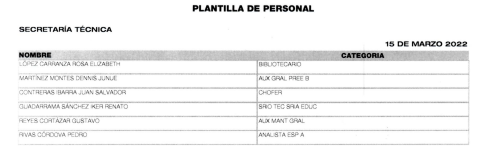 PLANTILLA DE PERSONAL
SECRETARÍA TÉCNICA
15 DE MARZO 2022
NOMBRE CATEGORIA
LÓPEZ CARRANZA ROSA ELIZABETH BIBLIOTECARIO
MARTÍNEZ MONTES DENNIS JUNUE AUX GRAL PREE B
CONTRERAS IBARRA JUAN SALVADOR CHOFER
GUADARRAMA SÁNCHEZ IKER RENATO SRIO TEC SRIA EDUC
REYES CORTÁZAR GUSTAVO AUX MANT GRAL
RIVAS CÓRDOVA PEDRO ANALISTA ESP A